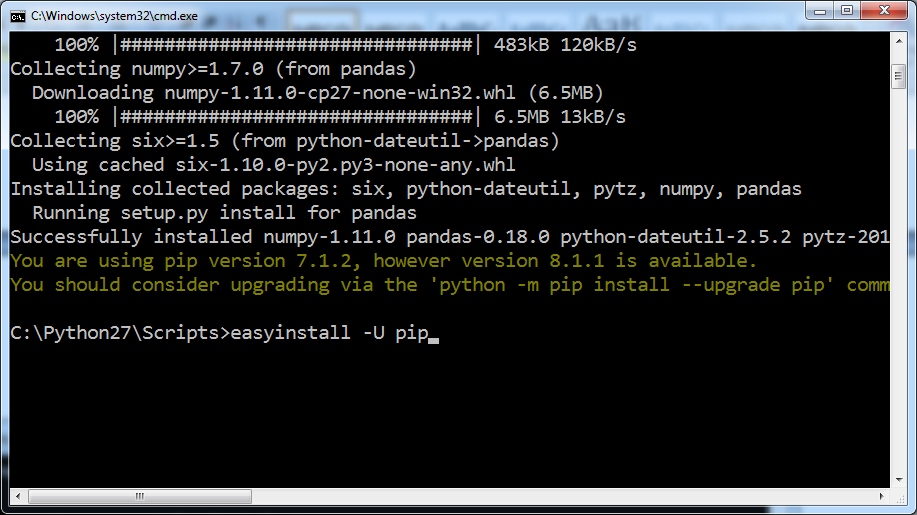 C:\Windows\system32\cmd.exe
100% |################################| 483kB 120kB/s
Collecting numpy>=1.7.0 (from pandas)
Downloading numpy-1.11.0-cp27-none-win32.whl (6.5MB)
100% |################################| 6.5MB 13kB/s
Collecting six>=1.5 (from python-dateutil->pandas)
Using cached six-1.10.0-py2.py3-none-any.whl
Installing collected packages: six, python-dateutil, pytz, numpy, pandas
Running setup.py install for pandas
Successfully installed numpy-1.11.0 pandas-0.18.0 python-dateutil-2.5.2 pytz-201
You are using pip version 7.1.2, however version 8.1.1 is available.
You should consider upgrading via the 'python -m pip install --upgrade pip' comm
C:\Python27\Scripts>easyinstall -U pip